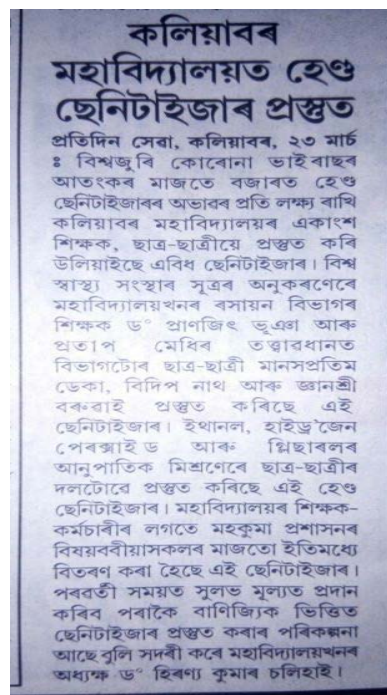 কলিয়াবৰ
মহাবিদ্যালয়ত হেণ্ড
ছেনিটাইজাৰ প্ৰস্তুত
প্ৰতিদিন সেৱা, কলিয়াবৰ, ২৩ মাৰ্চ
ঃ বিশ্বজুৰি কোৰোনা ভাইৰাছৰ
আতংকৰ মাজতে বজাৰত হেণ্ড
ছেনিটাইজাৰৰ অভাৱৰ প্ৰতি লক্ষ্য ৰাখি
কলিয়াবৰ মহাবিদ্যালয়ৰ একাংশ
শিক্ষক, ছাত্ৰ-ছাত্ৰীয়ে প্ৰস্তুত কৰি
উলিয়াইছে এবিধ ছেনিটাইজাৰ। বিশ্ব
স্বাস্থ্য সংস্থাৰ সূত্ৰৰ অনুকৰণেৰে
মহাবিদ্যালয়খনৰ ৰসায়ন বিভাগৰ
শিক্ষক ড° প্ৰাণজিৎ ভূঞা আৰু
প্ৰতাপ মেধিৰ তত্ত্বাৱধানত
বিভাগটোৰ ছাত্ৰ-ছাত্ৰী মানসপ্ৰতিম
ডেকা, বিদিপ নাথ আৰু জ্ঞানশ্ৰী
বৰুৱাই প্ৰস্তুত কৰিছে এই
ছেনিটাইজাৰ। ইথানল, হাইড্ৰ'জেন
পেৰক্সাইড আৰু গ্লিছাৰলৰ
আনুপাতিক মিশ্ৰণেৰে ছাত্ৰ-ছাত্ৰীৰ
দলটোৱে প্ৰস্তুত কৰিছে এই হেণ্ড
ছেনিটাইজাৰ। মহাবিদ্যালয়ৰ শিক্ষক-
কৰ্মচাৰীৰ লগতে মহকুমা প্ৰশাসনৰ
বিষয়ববীয়াসকলৰ মাজতো ইতিমধ্যে
বিতৰণ কৰা হৈছে এই ছেনিটাইজাৰ।
পৰৱৰ্তী সময়ত সুলভ মূল্যত প্ৰদান
কৰিব পৰাকৈ বাণিজ্যিক ভিত্তিত
ছেনিটাইজাৰ প্ৰস্তুত কৰাৰ পৰিকল্পনা
আছে বুলি সদৰী কৰে মহাবিদ্যালয়খনৰ
অধ্যক্ষ ড° হিৰণ্য কুমাৰ চলিহাই।